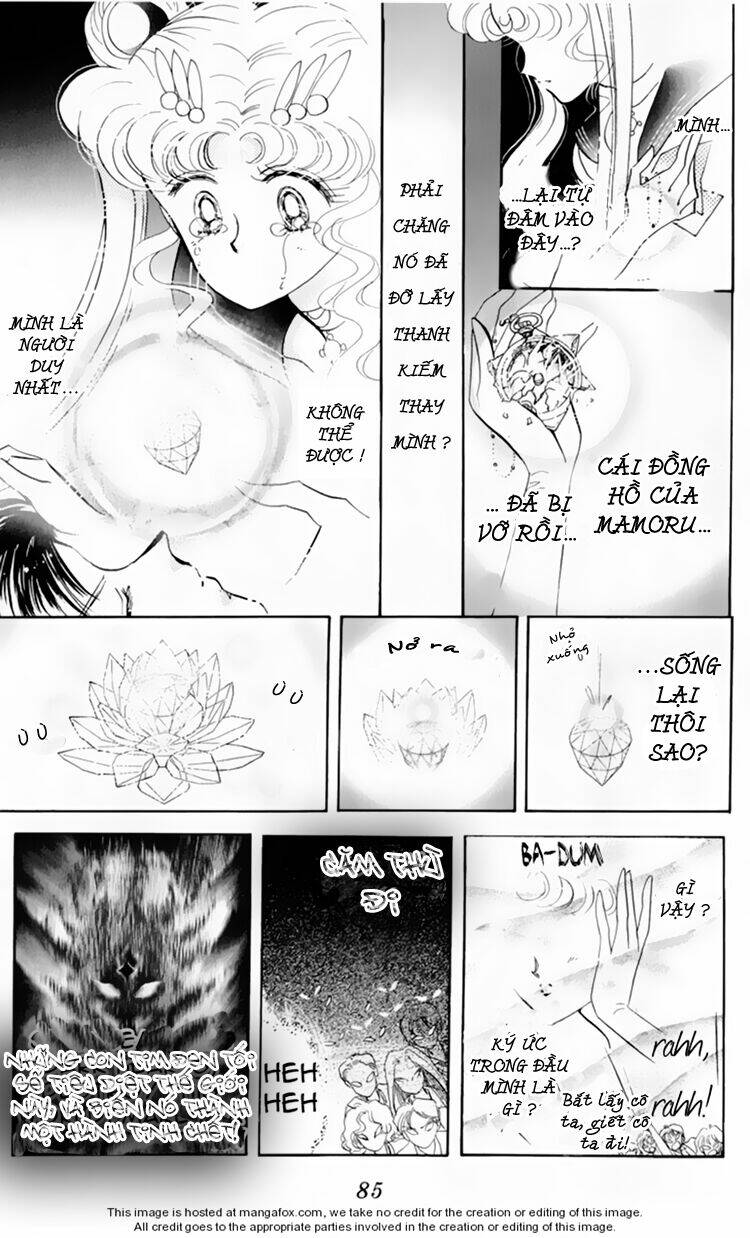 MÌNH...
...LẠI TỰ
ĐÂM VÀO
ĐÂY...?
CÁI ĐỒNG
HỒ CỦA
MAMORU...
... ĐÃ BỊ
VỠ RỒI...
PHẢI
CHĂNG
NÓ ĐÃ
ĐỠ LẤY
THANH
KIẾM
THAY
MÌNH ?
KHÔNG
THỂ
ĐƯỢC !
MÌNH LÀ
NGƯỜI
DUY
NHẤT...
...SỐNG
LẠI
THÔI
SAO?
Nhỏ
xuống
Nở ra
Ù Ù
Ù Ù
BA-DUM
GÌ
VẬY ?
KÝ ỨC
TRONG ĐẦU
MÌNH LÀ
GÌ ?
rahh,
rahh!
Bắt lấy cô
ta, giết cô
ta đi!
CĂM THÙ
ĐI
HEH
HEH
NHỮNG CON TIM ĐEN TỐI
SẼ TIÊU DIỆT THẾ GIỚI
NÀY, VÀ BIẾN NÓ THÀNH
MỘT HÀNH TINH CHẾT!
85
This image is hosted at mangafox.com, we take no credit for the creation or editing of this image.
All credit goes to the appropriate parties involved in the creation or editing of this image.